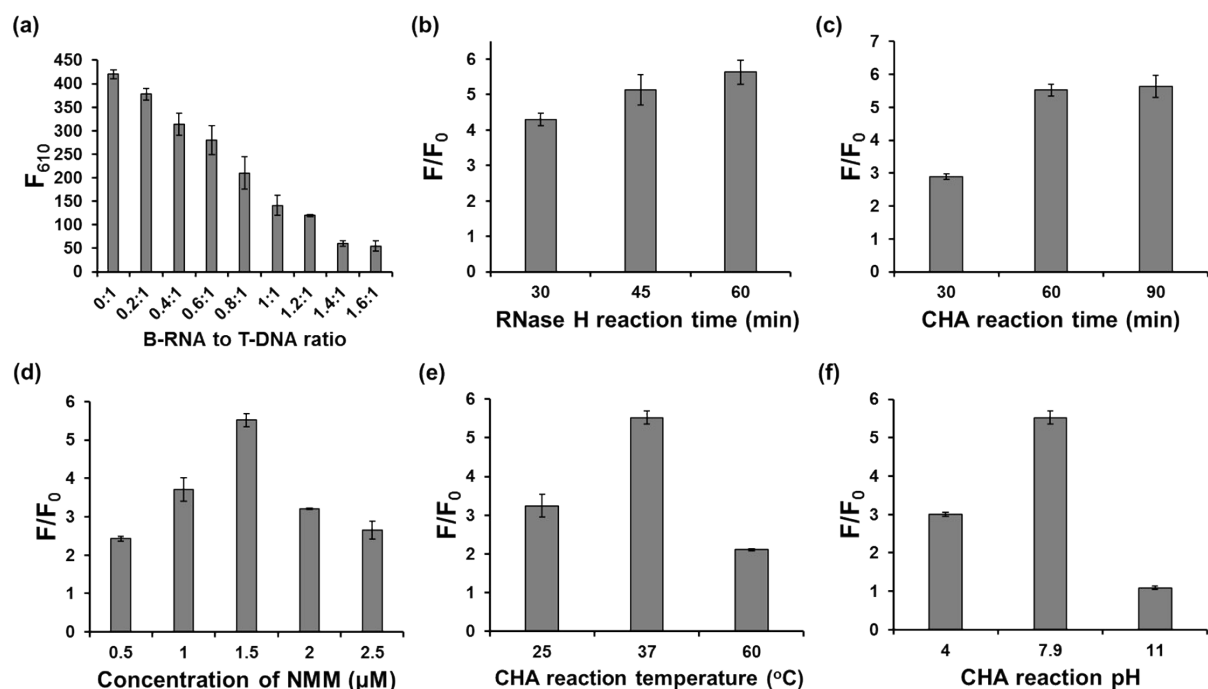 (a)
450
400
350
300
250
200
150
100
50
0
F610
0:1
0.2:1
0.4:1
0.6:1
0.8:1
1:1
1.2:1
1.4:1
1.6:1
B-RNA to T-DNA ratio
(b)
6
5
4
3
2
1
0
F/F0
30 45 60
RNase H reaction time (min)
(c)
7
6
5
4
3
2
1
0
F/F0
30 60 90
CHA reaction time (min)
(d)
6
5
4
3
2
1
0
F/F0
0.5 1 1.5 2 2.5
Concentration of NMM (µM)
(e)
6
5
4
3
2
1
0
F/F0
25 37 60
CHA reaction temperature (°C)
(f)
6
5
4
3
2
1
0
F/F0
4 7.9 11
CHA reaction pH